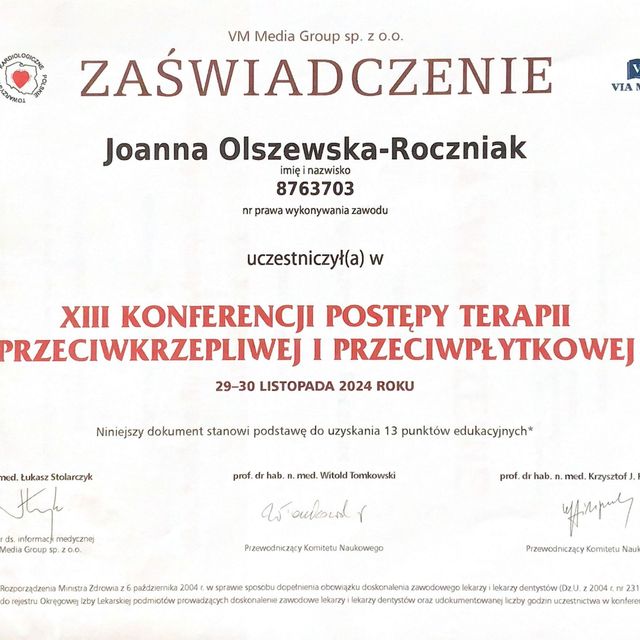 VM Media Group sp. z o.o.
KARDIOLOGICZNE POLSKIE
ZAŚWIADCZENIE
VIA M
Joanna Olszewska-Roczniak
imię i nazwisko
8763703
nr prawa wykonywania zawodu
uczestniczył(a) w
XIII KONFERENCJI POSTĘPY TERAPII
PRZECIWKRZEPLIWEJ I PRZECIWPŁYTKOWEJ
29–30 LISTOPADA 2024 ROKU
Niniejszy dokument stanowi podstawę do uzyskania 13 punktów edukacyjnych*
med. Łukasz Stolarczyk prof. dr hab. n. med. Witold Tomkowski prof. dr hab. n. med. Krzysztof J.
r ds. informacji medycznej
Media Group sp. z o.o. Przewodniczący Komitetu Naukowego Przewodniczący Komitetu Nauk
Rozporządzenia Ministra Zdrowia z 6 października 2004 r. w sprawie sposobu dopełnienia obowiązku doskonalenia zawodowego lekarzy i lekarzy dentystów (Dz.U. z 2004 r. nr 231
do rejestru Okręgowej Izby Lekarskiej podmiotów prowadzących doskonalenie zawodowe lekarzy i lekarzy dentystów oraz udokumentowanej liczby godzin uczestnictwa w konferen